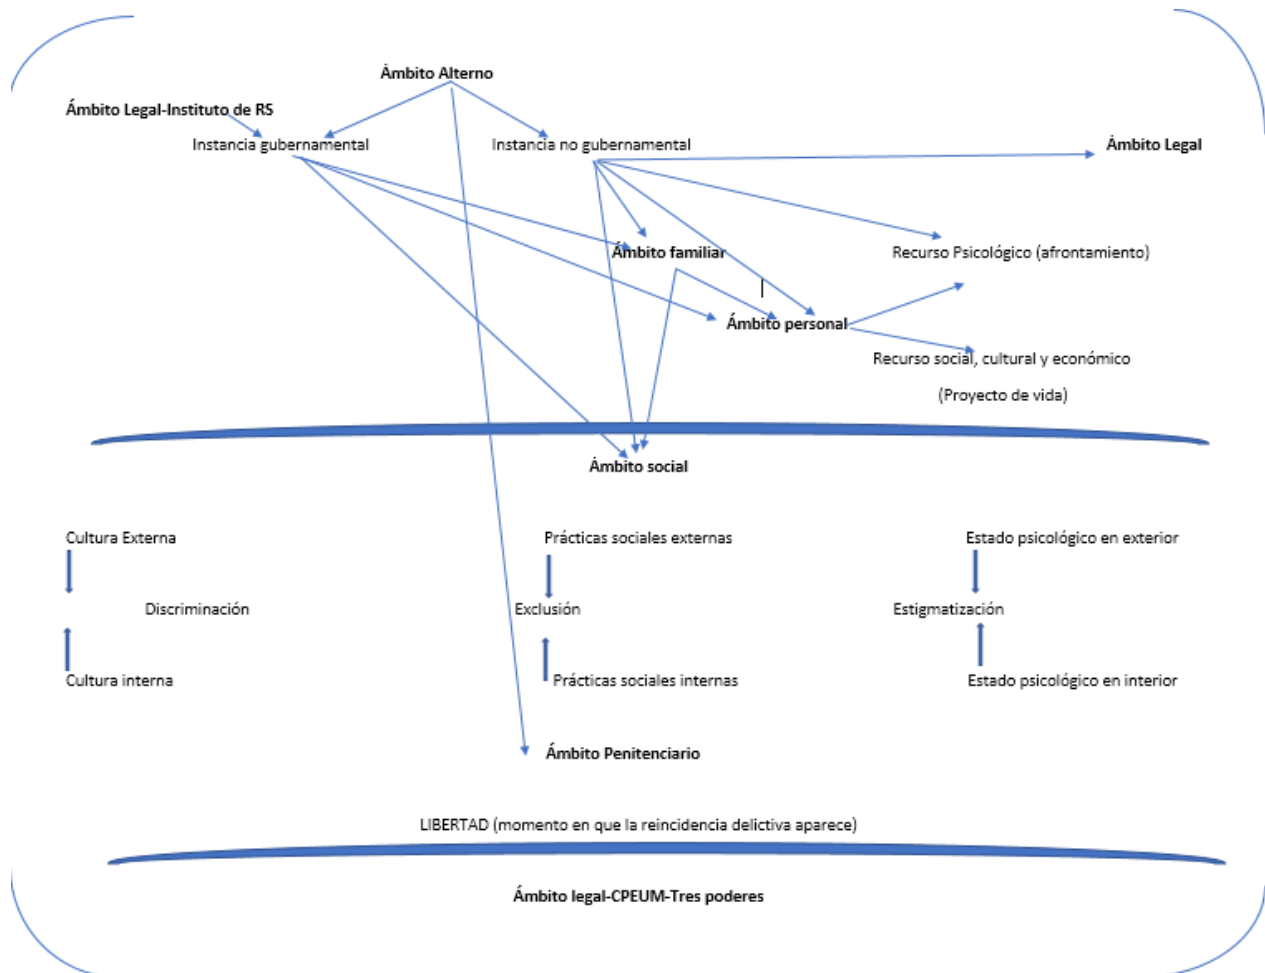 Ámbito Alterno
Ámbito Legal-Instituto de RS
Instancia gubernamental
Instancia no gubernamental
Ámbito Legal
Ámbito familiar
Recurso Psicológico (afrontamiento)
Ámbito personal
Recurso social, cultural y económico
(Proyecto de vida)
Ámbito social
Cultura Externa
Prácticas sociales externas
Estado psicológico en exterior
Discriminación
Exclusión
Estigmatización
Cultura interna
Prácticas sociales internas
Estado psicológico en interior
Ámbito Penitenciario
LIBERTAD (momento en que la reincidencia delictiva aparece)
Ámbito legal-CPEUM-Tres poderes